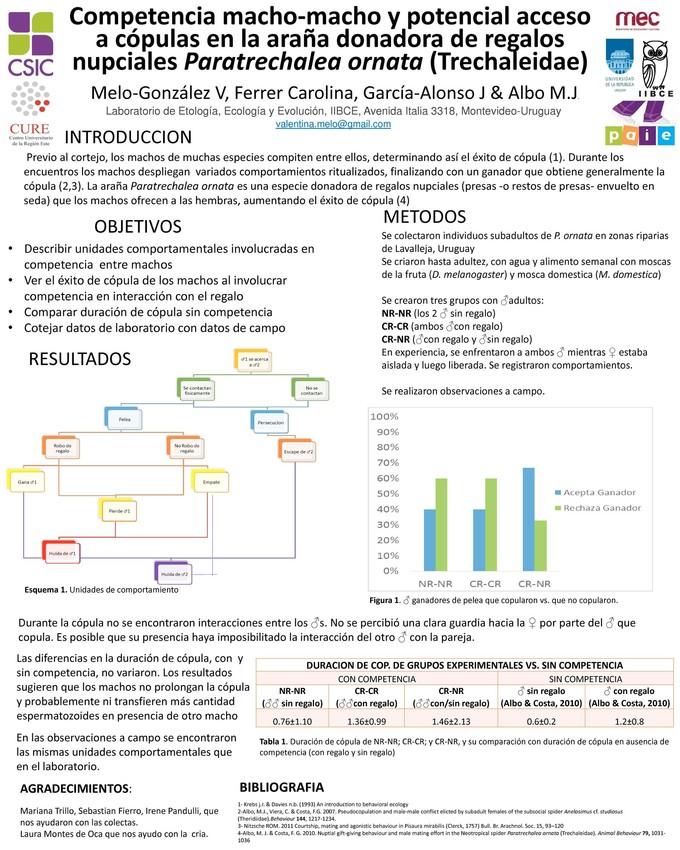 Competencia macho-macho y potencial acceso
a cópulas en la araña donadora de regalos
nupciales Paratrechalea ornata (Trechaleidae)
Melo-González V, Ferrer Carolina, García-Alonso J & Albo M.J
Laboratorio de Etología, Ecología y Evolución, IIBCE, Avenida Italia 3318, Montevideo-Uruguay
valentina.melo@gmail.com
CSIC
CURE
Centro Universitario
de la Región Este
mec
UNIVERSIDAD
DE LA REPÚBLICA
URUGUAY
IIBCE
paie
INTRODUCCION
Previo al cortejo, los machos de muchas especies compiten entre ellos, determinando así el éxito de cópula (1). Durante los
encuentros los machos despliegan variados comportamientos ritualizados, finalizando con un ganador que obtiene generalmente la
cópula (2,3). La araña Paratrechalea ornata es una especie donadora de regalos nupciales (presas -o restos de presas- envuelto en
seda) que los machos ofrecen a las hembras, aumentando el éxito de cópula (4)
OBJETIVOS
• Describir unidades comportamentales involucradas en
competencia entre machos
• Ver el éxito de cópula de los machos al involucrar
competencia en interacción con el regalo
• Comparar duración de cópula sin competencia
• Cotejar datos de laboratorio con datos de campo
METODOS
Se colectaron individuos subadultos de P. ornata en zonas riparias
de Lavalleja, Uruguay
Se criaron hasta adultez, con agua y alimento semanal con moscas
de la fruta (D. melanogaster) y mosca domestica (M. domestica)
Se crearon tres grupos con ♂adultos:
NR-NR (los 2 ♂ sin regalo)
CR-CR (ambos ♂con regalo)
CR-NR (♂con regalo y ♂sin regalo)
En experiencia, se enfrentaron a ambos ♂ mientras ♀ estaba
aislada y luego liberada. Se registraron comportamientos.
Se realizaron observaciones a campo.
RESULTADOS
♂1 se acerca
a ♂2
Se contactan
físicamente
No se
contactan
Pelea
Persecucion
Robo de
regalo
No Robo de
regalo
Escape de ♂2
Gana ♂1
Empate
Pierde ♂1
Huida de ♂1
Huida de ♂2
Esquema 1. Unidades de comportamiento
100%
90%
80%
70%
60%
50%
40%
30%
20%
10%
0%
NR-NR CR-CR CR-NR
Acepta Ganador
Rechaza Ganador
Figura 1. ♂ ganadores de pelea que copularon vs. que no copularon.
Durante la cópula no se encontraron interacciones entre los ♂s. No se percibió una clara guardia hacia la ♀ por parte del ♂ que
copula. Es posible que su presencia haya imposibilitado la interacción del otro ♂ con la pareja.
Las diferencias en la duración de cópula, con y
sin competencia, no variaron. Los resultados
sugieren que los machos no prolongan la cópula
y probablemente ni transfieren más cantidad
espermatozoides en presencia de otro macho
En las observaciones a campo se encontraron
las mismas unidades comportamentales que
en el laboratorio.
DURACION DE COP. DE GRUPOS EXPERIMENTALES VS. SIN COMPETENCIA
CON COMPETENCIA SIN COMPETENCIA
NR-NR CR-CR CR-NR ♂ sin regalo ♂ con regalo
(♂♂ sin regalo) (♂♂con regalo) (♂♂con/sin regalo) (Albo & Costa, 2010) (Albo & Costa, 2010)
0.76±1.10 1.36±0.99 1.46±2.13 0.6±0.2 1.2±0.8
Tabla 1. Duración de cópula de NR-NR; CR-CR; y CR-NR, y su comparación con duración de cópula en ausencia de
competencia (con regalo y sin regalo)
AGRADECIMIENTOS:
Mariana Trillo, Sebastian Fierro, Irene Pandulli, que
nos ayudaron con las colectas.
Laura Montes de Oca que nos ayudo con la cria.
BIBLIOGRAFIA
1- Krebs j.r. & Davies n.b. (1993) An introduction to behavioral ecology
2-Albo, M.J., Viera, C. & Costa, F.G. 2007. Pseudocopulation and male-male conflict elicited by subadult females of the subsocial spider Anelosimus cf. studiosus
(Theridiidae).Behaviour 144, 1217-1234.
3- Nitzsche ROM. 2011 Courtship, mating and agonistic behaviour in Pisaura mirabilis (Clerck, 1757) Bull. Br. Arachnol. Soc. 15, 93–120
4-Albo, M. J. & Costa, F. G. 2010. Nuptial gift-giving behaviour and male mating effort in the Neotropical spider Paratrechalea ornata (Trechaleidae). Animal Behaviour 79, 1031-
1036